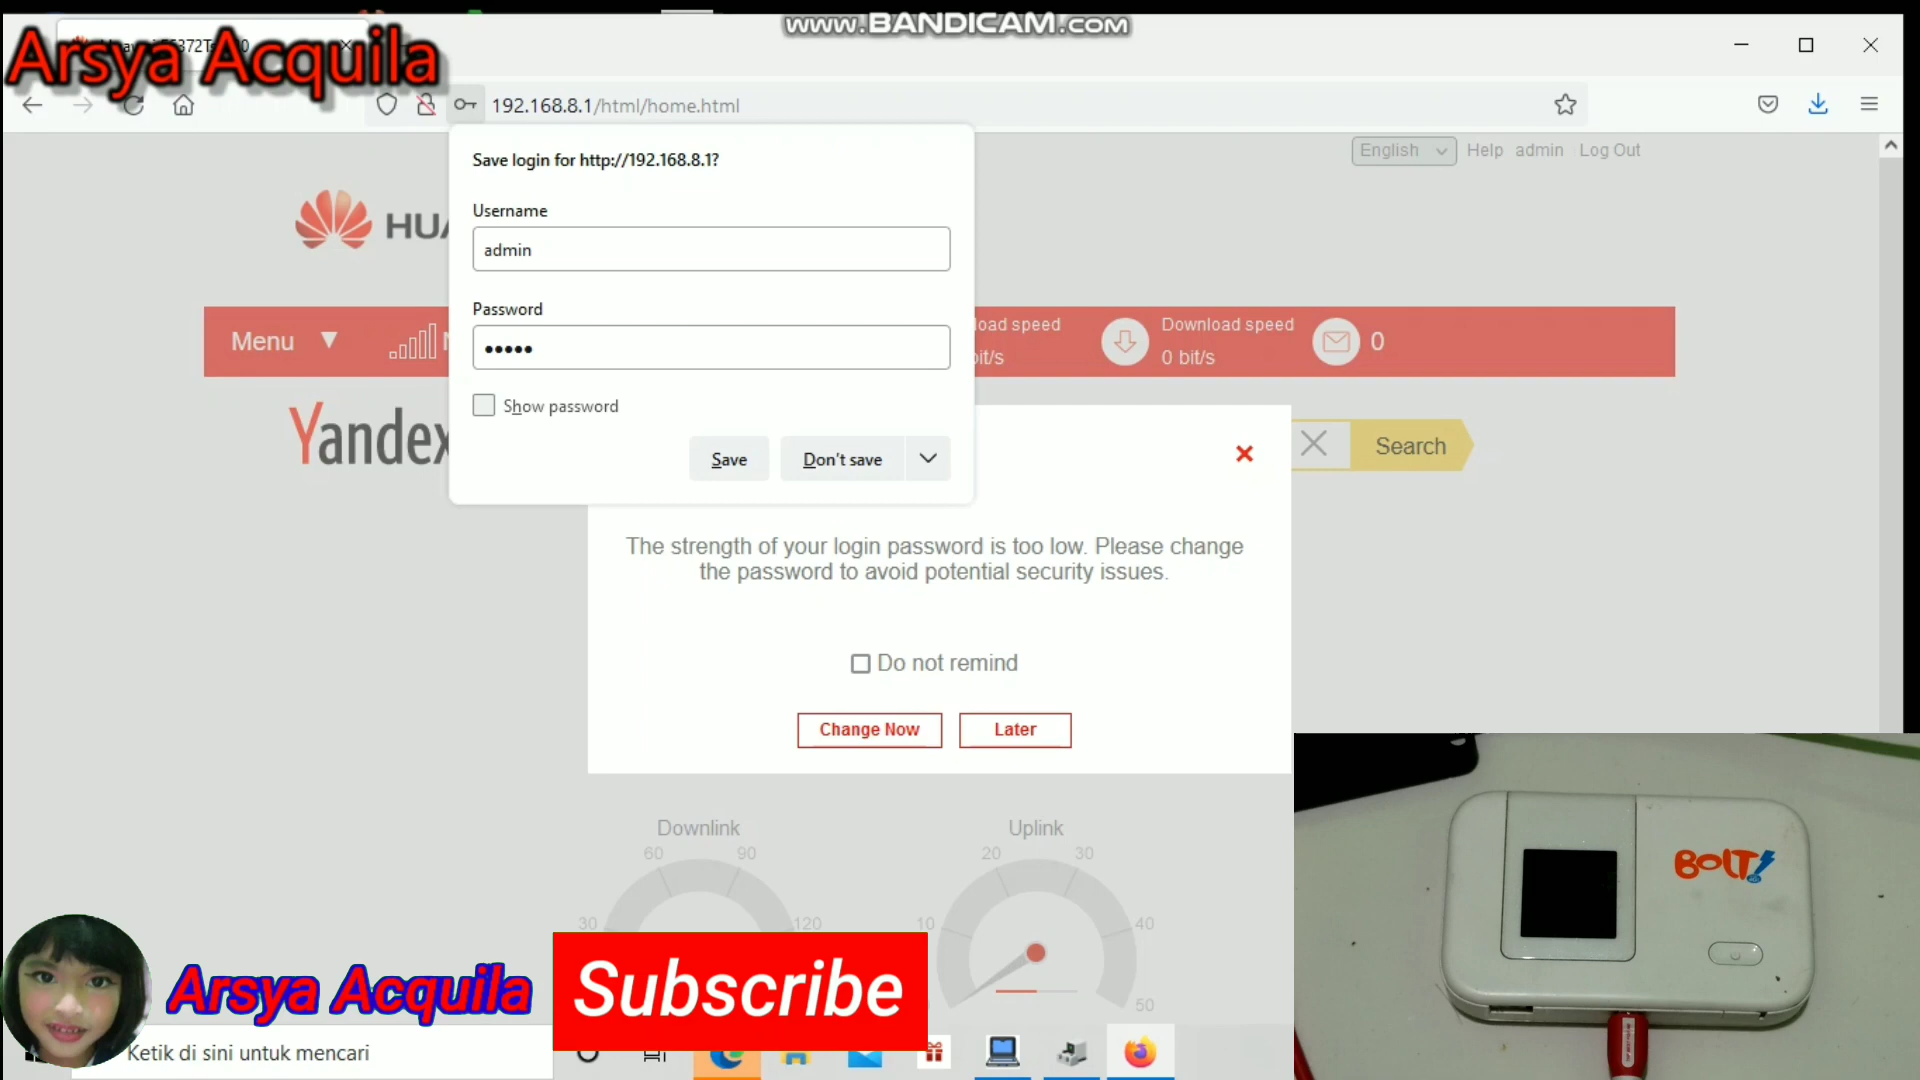 www.BANDICAM.com
Arsya Acquila
192.168.8.1/html/home.html
English
Help
admin
Log Out
Save login for http://192.168.8.1?
Username
admin
Password
Show password
Save
Don't save
HUA
Menu
load speed
bit/s
Download speed
0 bit/s
0
Yandex
Search
The strength of your login password is too low. Please change
the password to avoid potential security issues.
Do not remind
Change Now
Later
Downlink
60
90
30
120
Uplink
20
30
10
40
50
BOLT!
Arsya Acquila
Subscribe
Ketik di sini untuk mencari